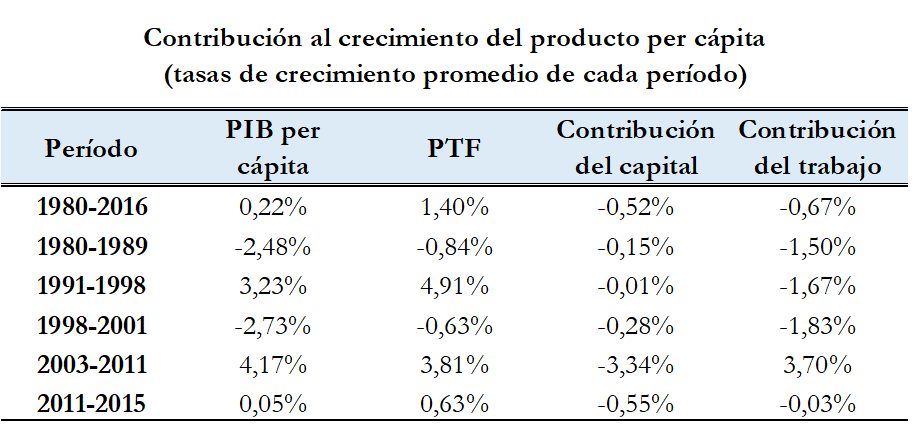 Contribución al crecimiento del producto per cápita
(tasas de crecimiento promedio de cada período)
Período PIB per cápita PTF Contribución del capital Contribución del trabajo
1980-2016 0,22% 1,40% -0,52% -0,67%
1980-1989 -2,48% -0,84% -0,15% -1,50%
1991-1998 3,23% 4,91% -0,01% -1,67%
1998-2001 -2,73% -0,63% -0,28% -1,83%
2003-2011 4,17% 3,81% -3,34% 3,70%
2011-2015 0,05% 0,63% -0,55% -0,03%